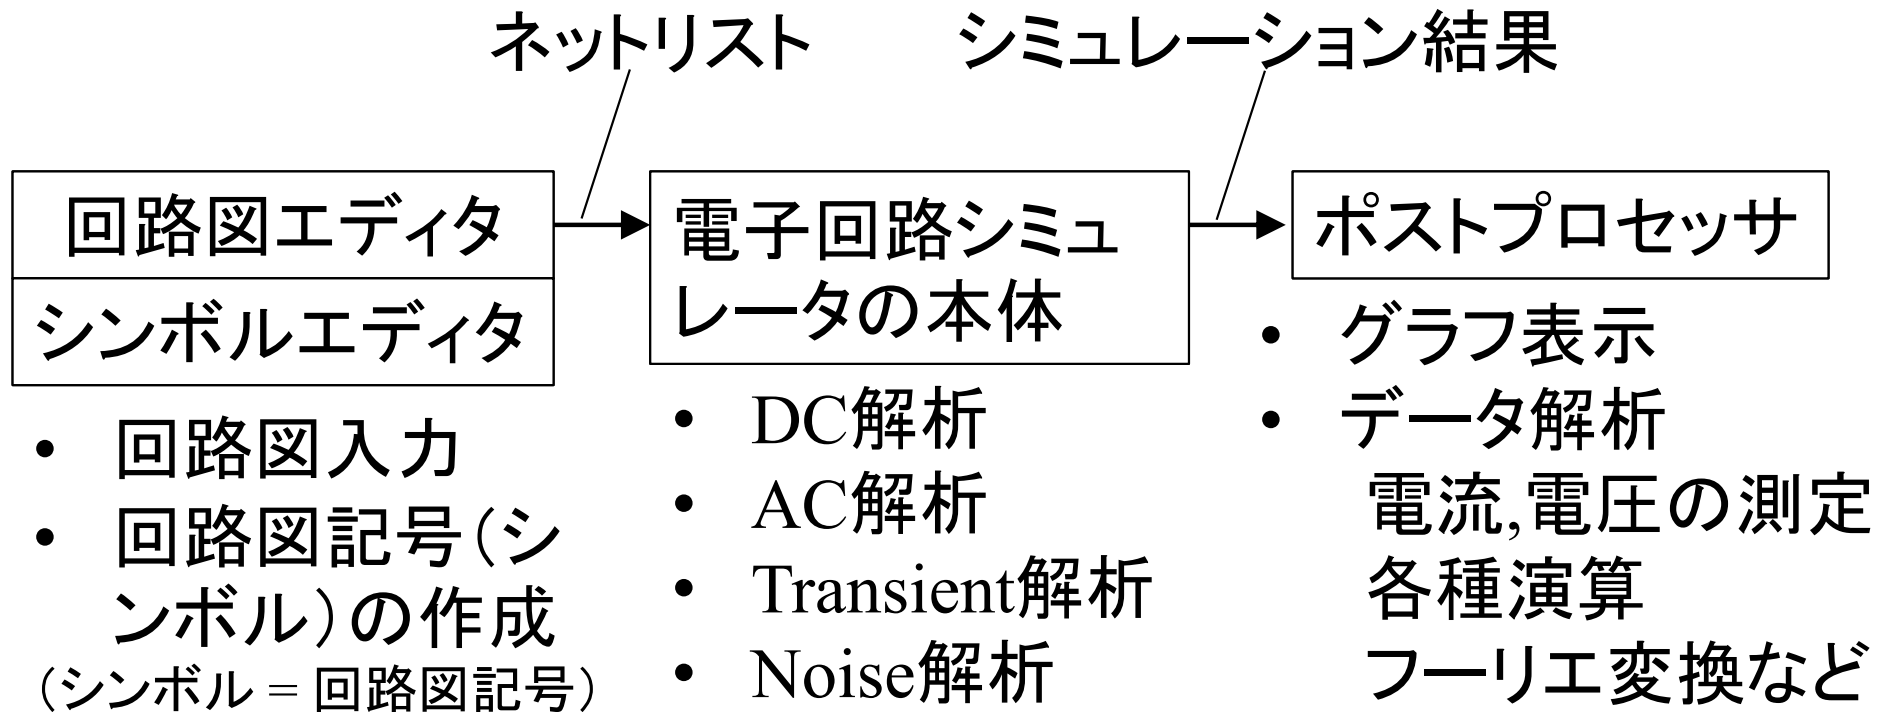 ネットリスト
シミュレーション結果
回路図エディタ
シンボルエディタ
• 回路図入力
• 回路図記号(シ
ンボル)の作成
(シンボル = 回路図記号)
電子回路シミュ
レータの本体
• DC解析
• AC解析
• Transient解析
• Noise解析
ポストプロセッサ
• グラフ表示
• データ解析
電流,電圧の測定
各種演算
フーリエ変換など